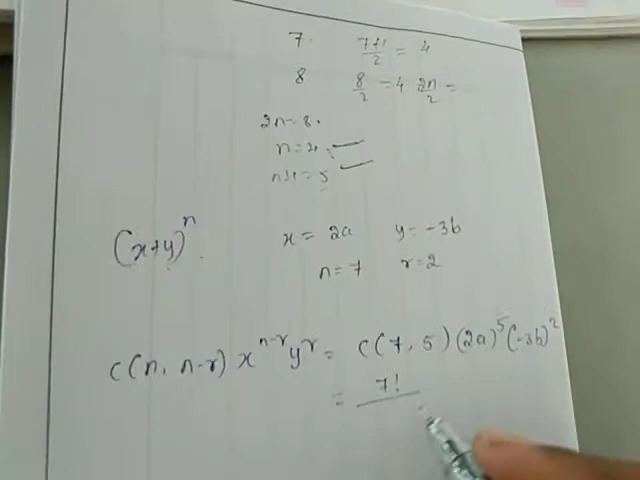 7. 7+1/2 = 4
8 8/2 = 4 2n/2 =
2n = 8.
n = 4.
n+1 = 5
(x+y)^n. x = 2a y = -3b
n = 7 r = 2
c(n, n-r) x^{n-r} y^r = c(7, 5) (2a)^5 (-3b)^2
= 7!